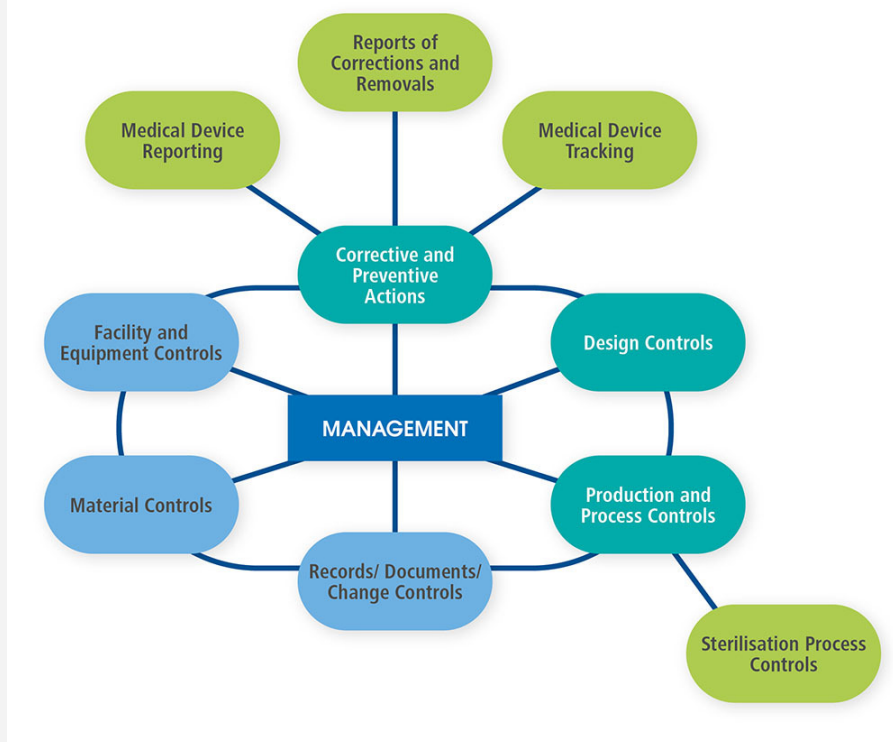 Reports of
Corrections and
Removals
Medical Device
Reporting
Medical Device
Tracking
Corrective and
Preventive
Actions
Facility and
Equipment Controls
Design Controls
MANAGEMENT
Material Controls
Production and
Process Controls
Records/ Documents/
Change Controls
Sterilisation Process
Controls